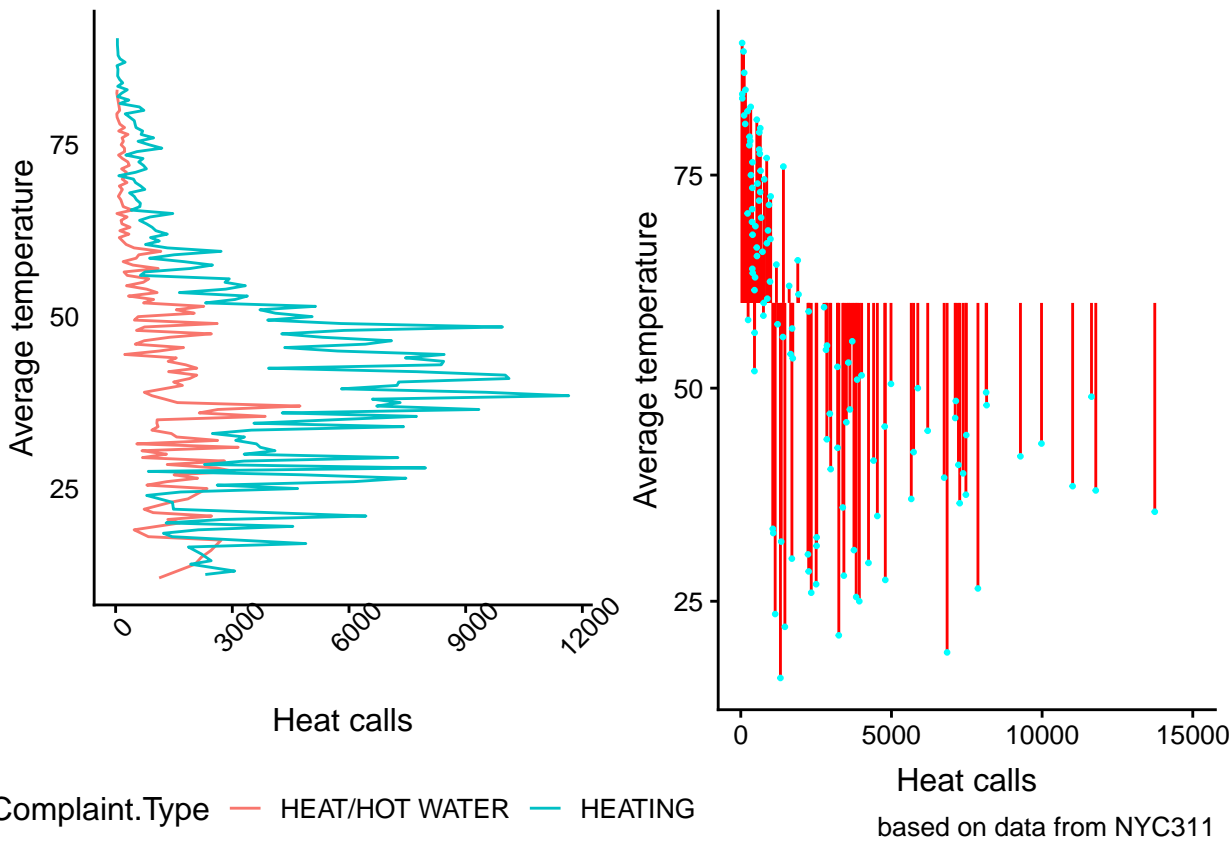 Average temperature
75
50
25
0
3000
6000
9000
12000
Heat calls
Complaint.Type
HEAT/HOT WATER
HEATING
Average temperature
75
50
25
0
5000
10000
15000
Heat calls
based on data from NYC311